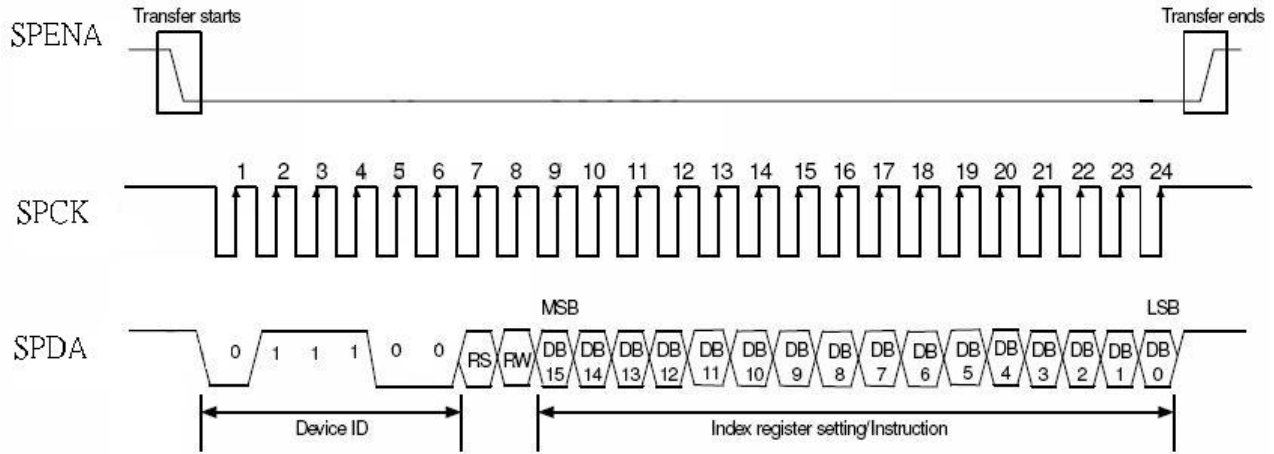 Transfer starts
Transfer ends
SPENA
1 2 3 4 5 6 7 8 9 10 11 12 13 14 15 16 17 18 19 20 21 22 23 24
SPCK
MSB
LSB
SPDA
0 1 1 1 0 0 RS RW DB 15 DB 14 DB 13 DB 12 DB 11 DB 10 DB 9 DB 8 DB 7 DB 6 DB 5 DB 4 DB 3 DB 2 DB 1 DB 0
Device ID
Index register setting/Instruction